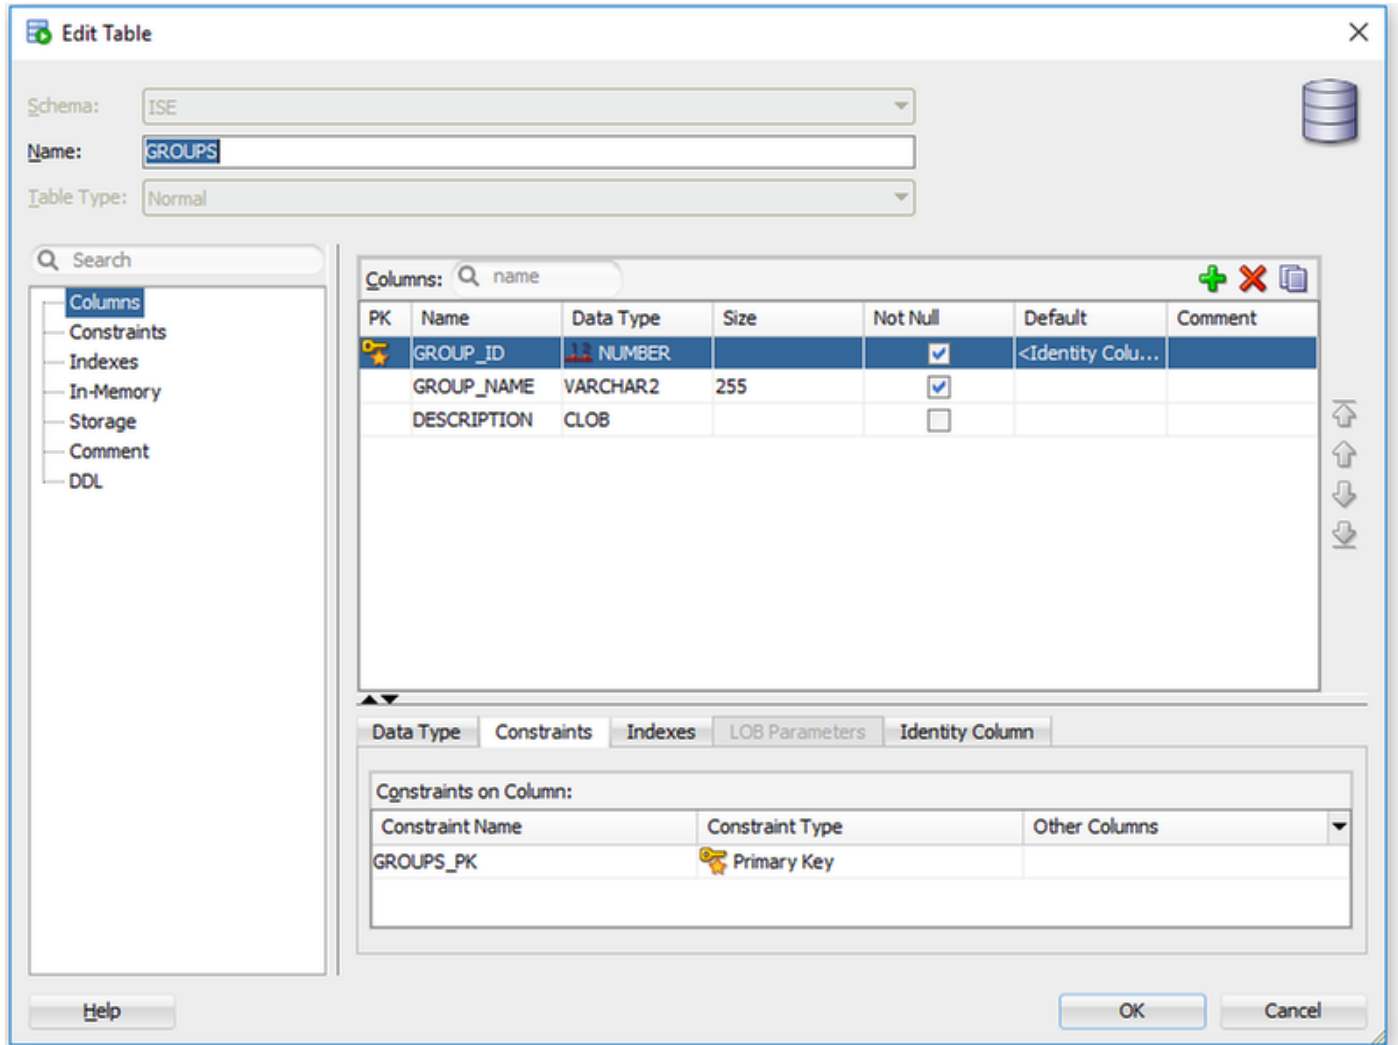 Edit Table
Schema: ISE
Name: GROUPS
Table Type: Normal
Search
Columns
Constraints
Indexes
In-Memory
Storage
Comment
DDL
Columns: name
PK Name Data Type Size Not Null Default Comment
GROUP_ID NUMBER <Identity Colu...
GROUP_NAME VARCHAR2 255
DESCRIPTION CLOB
Data Type Constraints Indexes LOB Parameters Identity Column
Constraints on Column:
Constraint Name Constraint Type Other Columns
GROUPS_PK Primary Key
Help OK Cancel